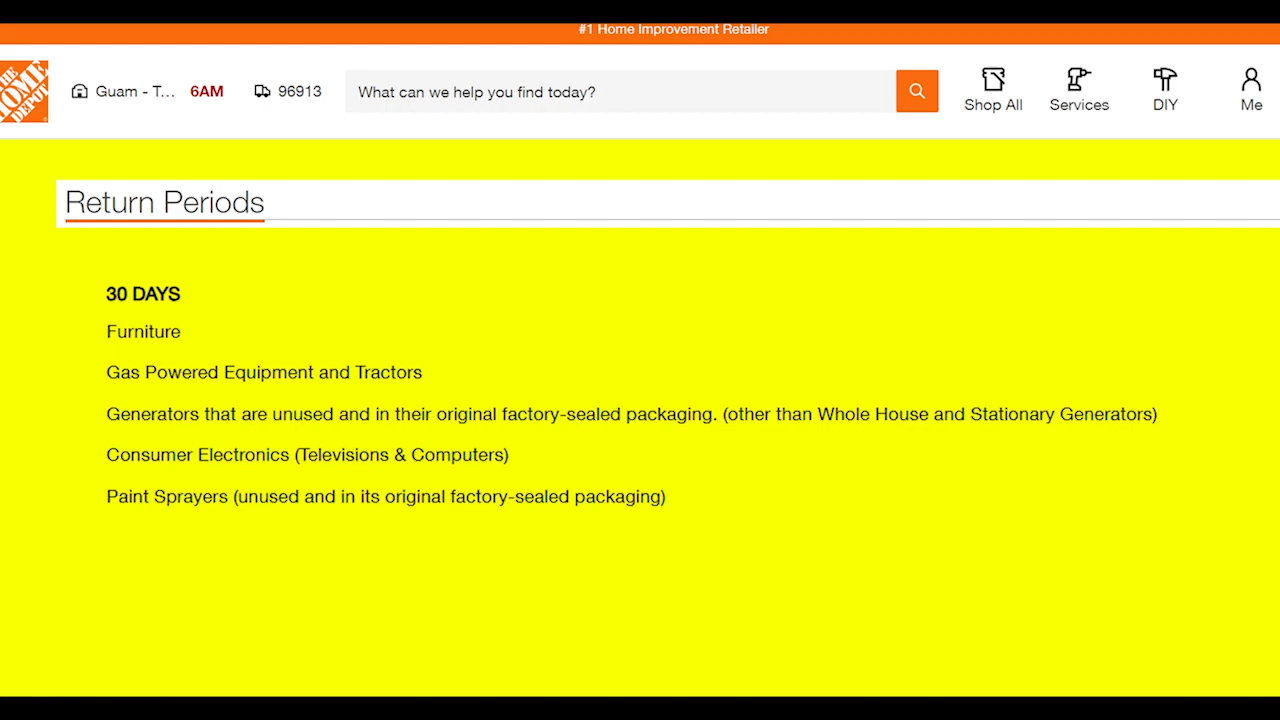 #1 Home Improvement Retailer
THE HOME DEPOT
Guam - T... 6AM 96913 What can we help you find today? Shop All Services DIY Me
Return Periods
30 DAYS
Furniture
Gas Powered Equipment and Tractors
Generators that are unused and in their original factory-sealed packaging. (other than Whole House and Stationary Generators)
Consumer Electronics (Televisions & Computers)
Paint Sprayers (unused and in its original factory-sealed packaging)